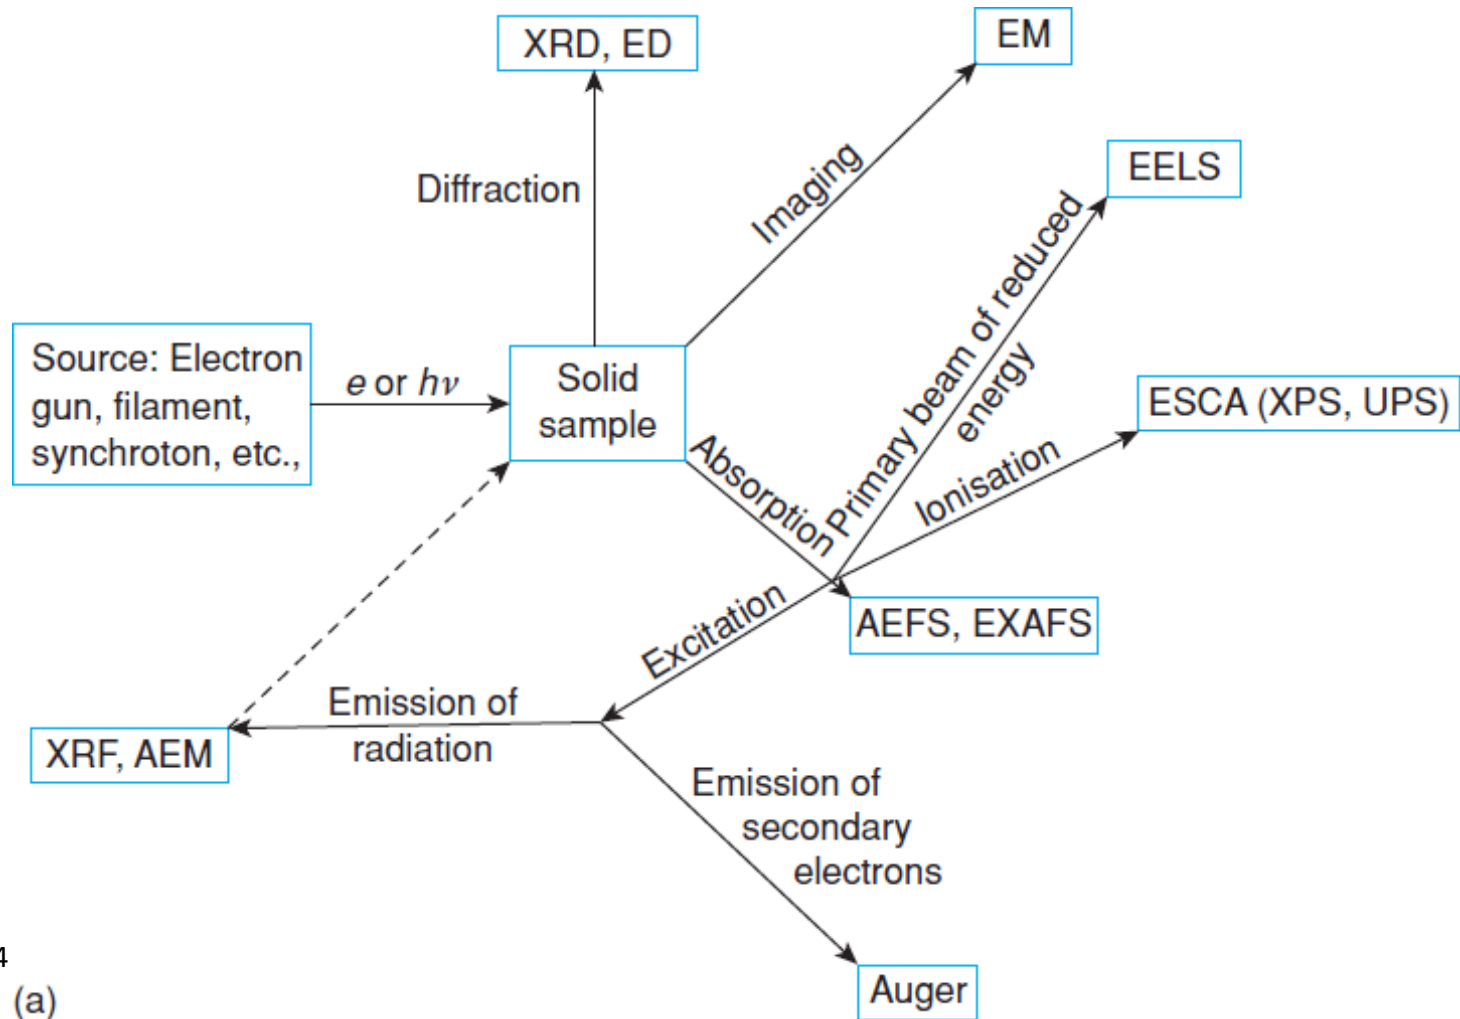 XRD, ED
EM
Diffraction
Imaging
EELS
Primary beam of reduced
energy
Source: Electron
gun, filament,
synchroton, etc.,
e or hν
Solid
sample
ESCA (XPS, UPS)
Absorption
Ionisation
Excitation
AEFS, EXAFS
Emission of
radiation
XRF, AEM
Emission of
secondary
electrons
4
Auger
(a)